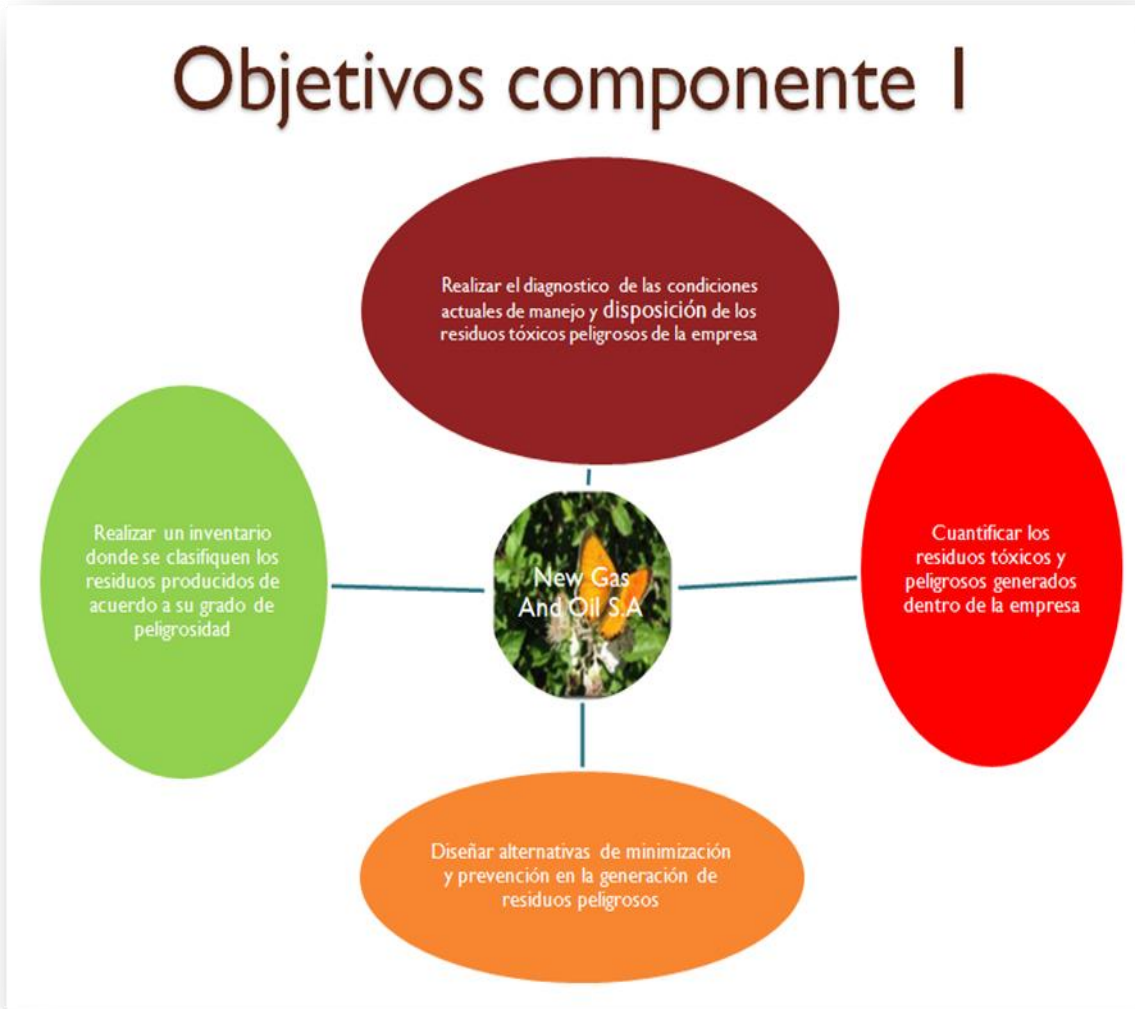 Objetivos componente I
Realizar el diagnostico de las condiciones
actuales de manejo y disposición de los
residuos tóxicos peligrosos de la empresa
Realizar un inventario
donde se clasifiquen los
residuos producidos de
acuerdo a su grado de
peligrosidad
New Gas
And Oil S.A
Cuantificar los
residuos tóxicos y
peligrosos generados
dentro de la empresa
Diseñar alternativas de minimización
y prevención en la generación de
residuos peligrosos